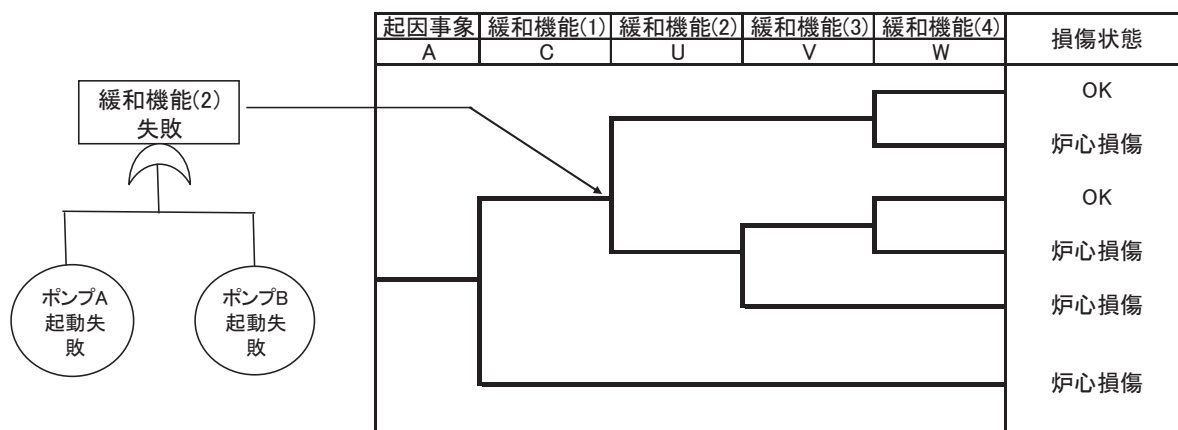 起因事象 緩和機能(1) 緩和機能(2) 緩和機能(3) 緩和機能(4) 損傷状態
A C U V W
緩和機能(2)
失敗
ポンプA
起動失
敗
ポンプB
起動失
敗
OK
炉心損傷
OK
炉心損傷
炉心損傷
炉心損傷